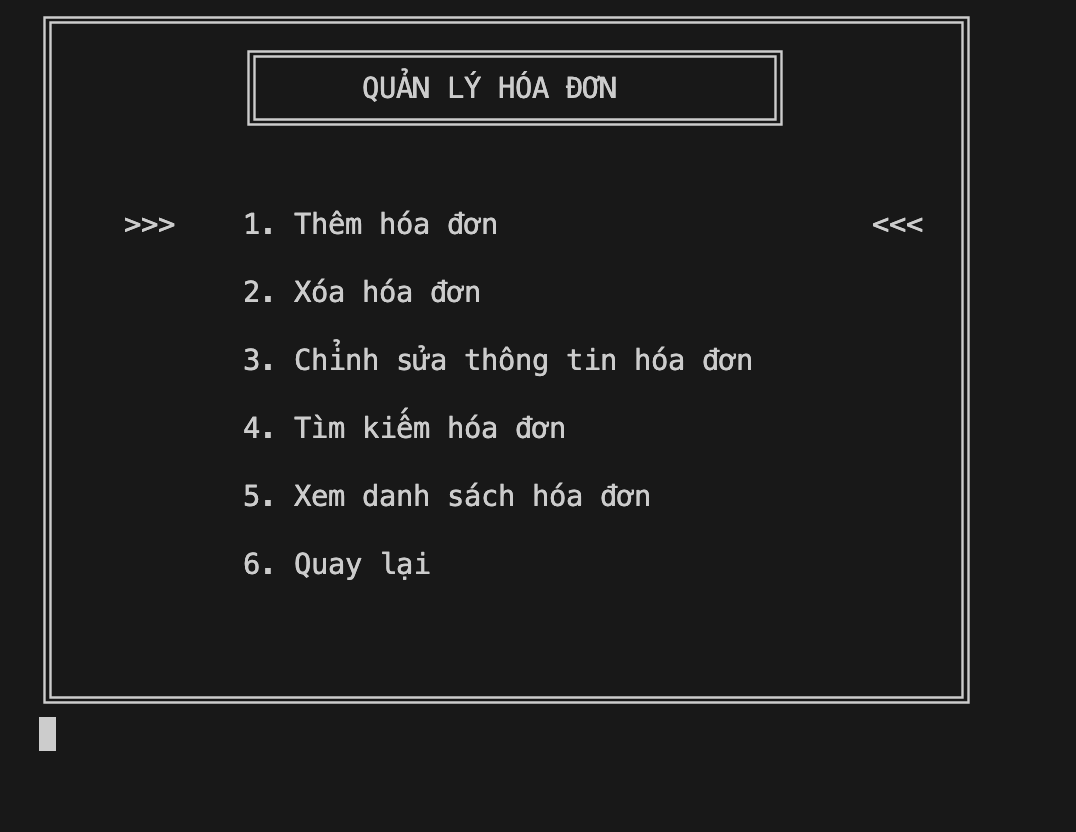 QUẢN LÝ HÓA ĐƠN
>>> 1. Thêm hóa đơn <<<
2. Xóa hóa đơn
3. Chỉnh sửa thông tin hóa đơn
4. Tìm kiếm hóa đơn
5. Xem danh sách hóa đơn
6. Quay lại